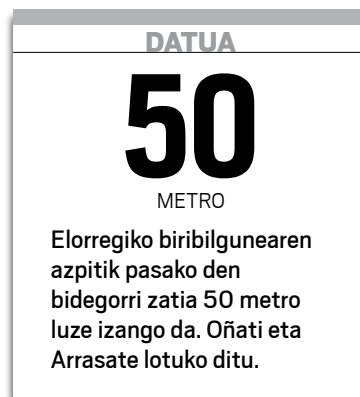 DATUA
50
METRO
Elorregiko biribilgunearen
azpitik pasako den
bidegorri zatia 50 metro
luze izango da. Oñati eta
Arrasate lotuko ditu.